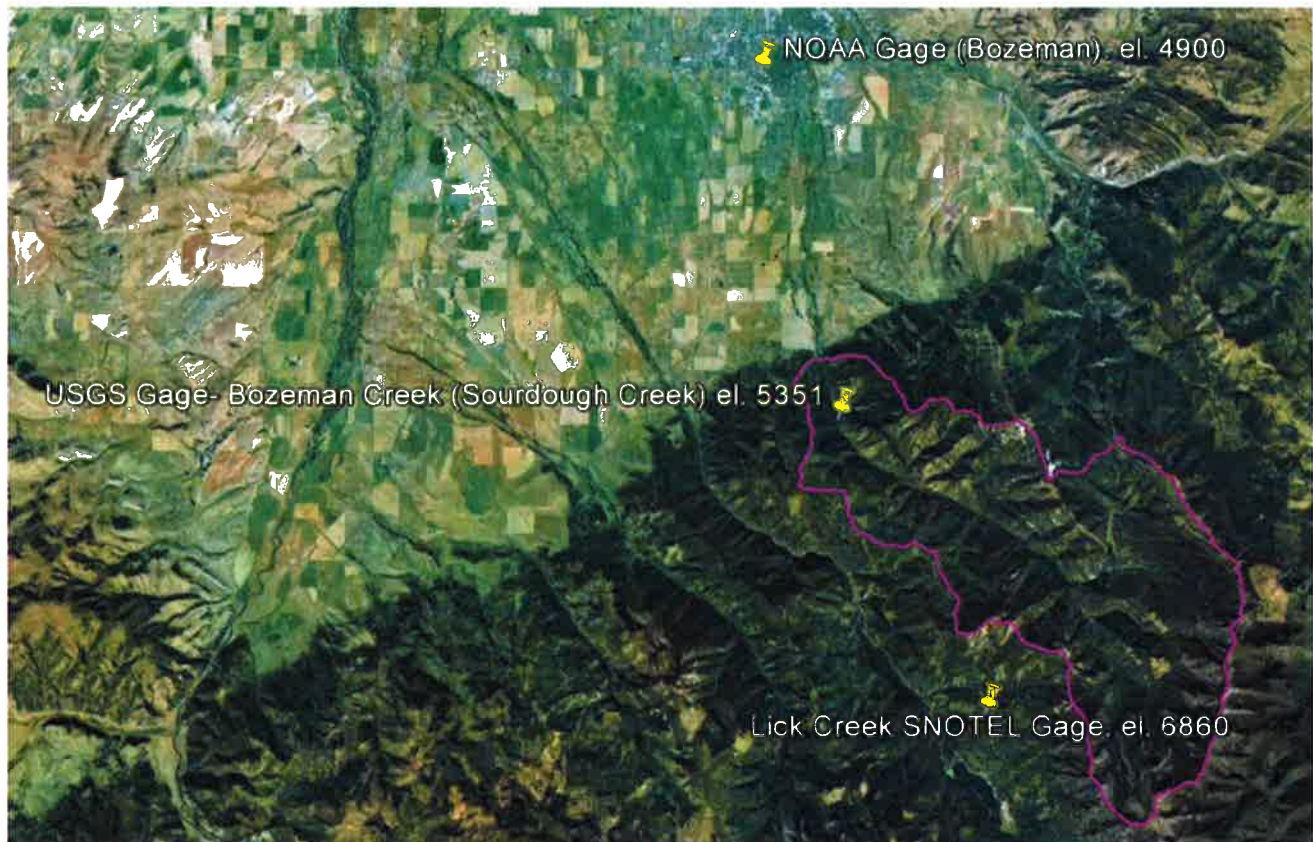 NOAA Gage (Bozeman), el. 4900
USGS Gage- Bozeman Creek (Sourdough Creek) el. 5351
Lick Creek SNOTEL Gage, el. 6860